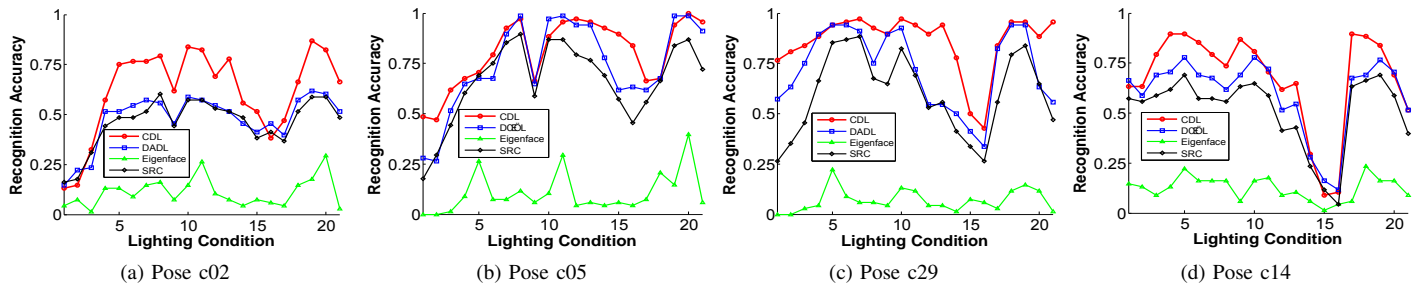 1
0.75
0.5
0.25
0
Recognition Accuracy
CDL
DADL
Eigenface
SRC
5 10 15 20
Lighting Condition
(a) Pose c02
1
0.75
0.5
0.25
0
Recognition Accuracy
CDL
Eigenface
SRC
5 10 15 20
Lighting Condition
(b) Pose c05
1
0.75
0.5
0.25
0
Recognition Accuracy
CDL
DADL
Eigenface
SRC
5 10 15 20
Lighting Condition
(c) Pose c29
1
0.75
0.5
0.25
0
Recognition Accuracy
CDL
Eigenface
SRC
5 10 15 20
Lighting Condition
(d) Pose c14